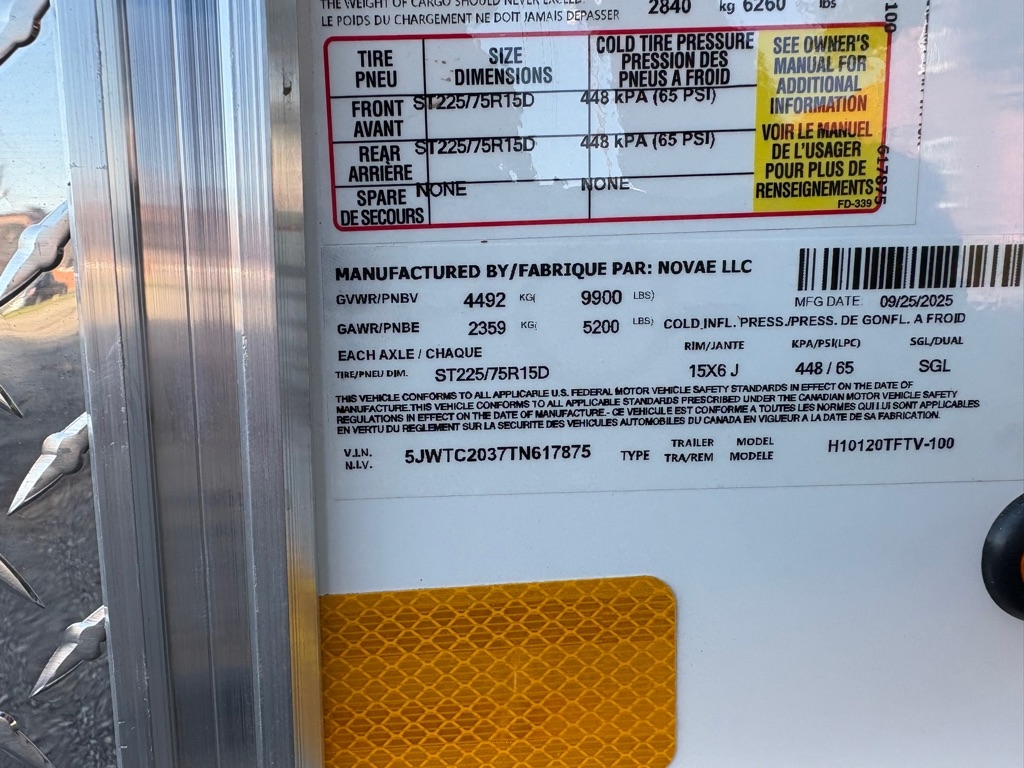 THE WEIGHT OF CARGO SHOULD NEVER EXCEED
LE POIDS DU CHARGEMENT NE DOIT JAMAIS DEPASSER 2840 kg 6260 lbs
TIRE PNEU
SIZE DIMENSIONS
COLD TIRE PRESSURE
PRESSION DES
PNEUS A FROID
FRONT AVANT ST225/75R15D 448 kPA (65 PSI)
REAR ARRIÈRE ST225/75R15D 448 kPA (65 PSI)
SPARE DE SECOURS NONE NONE
SEE OWNER'S
MANUAL FOR
ADDITIONAL
INFORMATION
VOIR LE MANUEL
DE L'USAGER
POUR PLUS DE
RENSEIGNEMENTS
FD-339
100
617875
MANUFACTURED BY/FABRIQUE PAR: NOVAE LLC
GVWR/PNBV 4492 KG( 9900 LBS) MFG DATE: 09/25/2025
GAWR/PNBE 2359 KG( 5200 LBS) COLD INFL. PRESS./PRESS. DE GONFL. A FROID
EACH AXLE / CHAQUE RIM/JANTE KPA/PSI(LPC) SGL/DUAL
TIRE/PNEU DIM. ST225/75R15D 15X6 J 448 / 65 SGL
THIS VEHICLE CONFORMS TO ALL APPLICARLE U.S. FEDERAL MOTOR VEHICLE SAFETY STANDARDS IN EFFECT ON THE DATE OF
MANUFACTURE.THIS VEHICLE CONFORMS TO ALL APPLICABLE STANDARDS PRESCRIBED UNDER THE CANADIAN MOTOR VEHICLE SAFETY
REGULATIONS IN EFFECT ON THE DATE OF MANUFACTURE.- CE VEHICULE EST CONFORME A TOUTES LES NORMES QUI LUI SONT APPLICABLES
EN VERTU DU REGLEMENT SUR LA SECURITE DES VEHICULES AUTOMOBILES DU CANADA EN VIGUEUR A LA DATE DE SA FABRICATION.
V.I.N. N.I.V. 5JWTC2037TN617875 TYPE TRAILER TRA/REM MODEL MODELE H10120TFTV-100